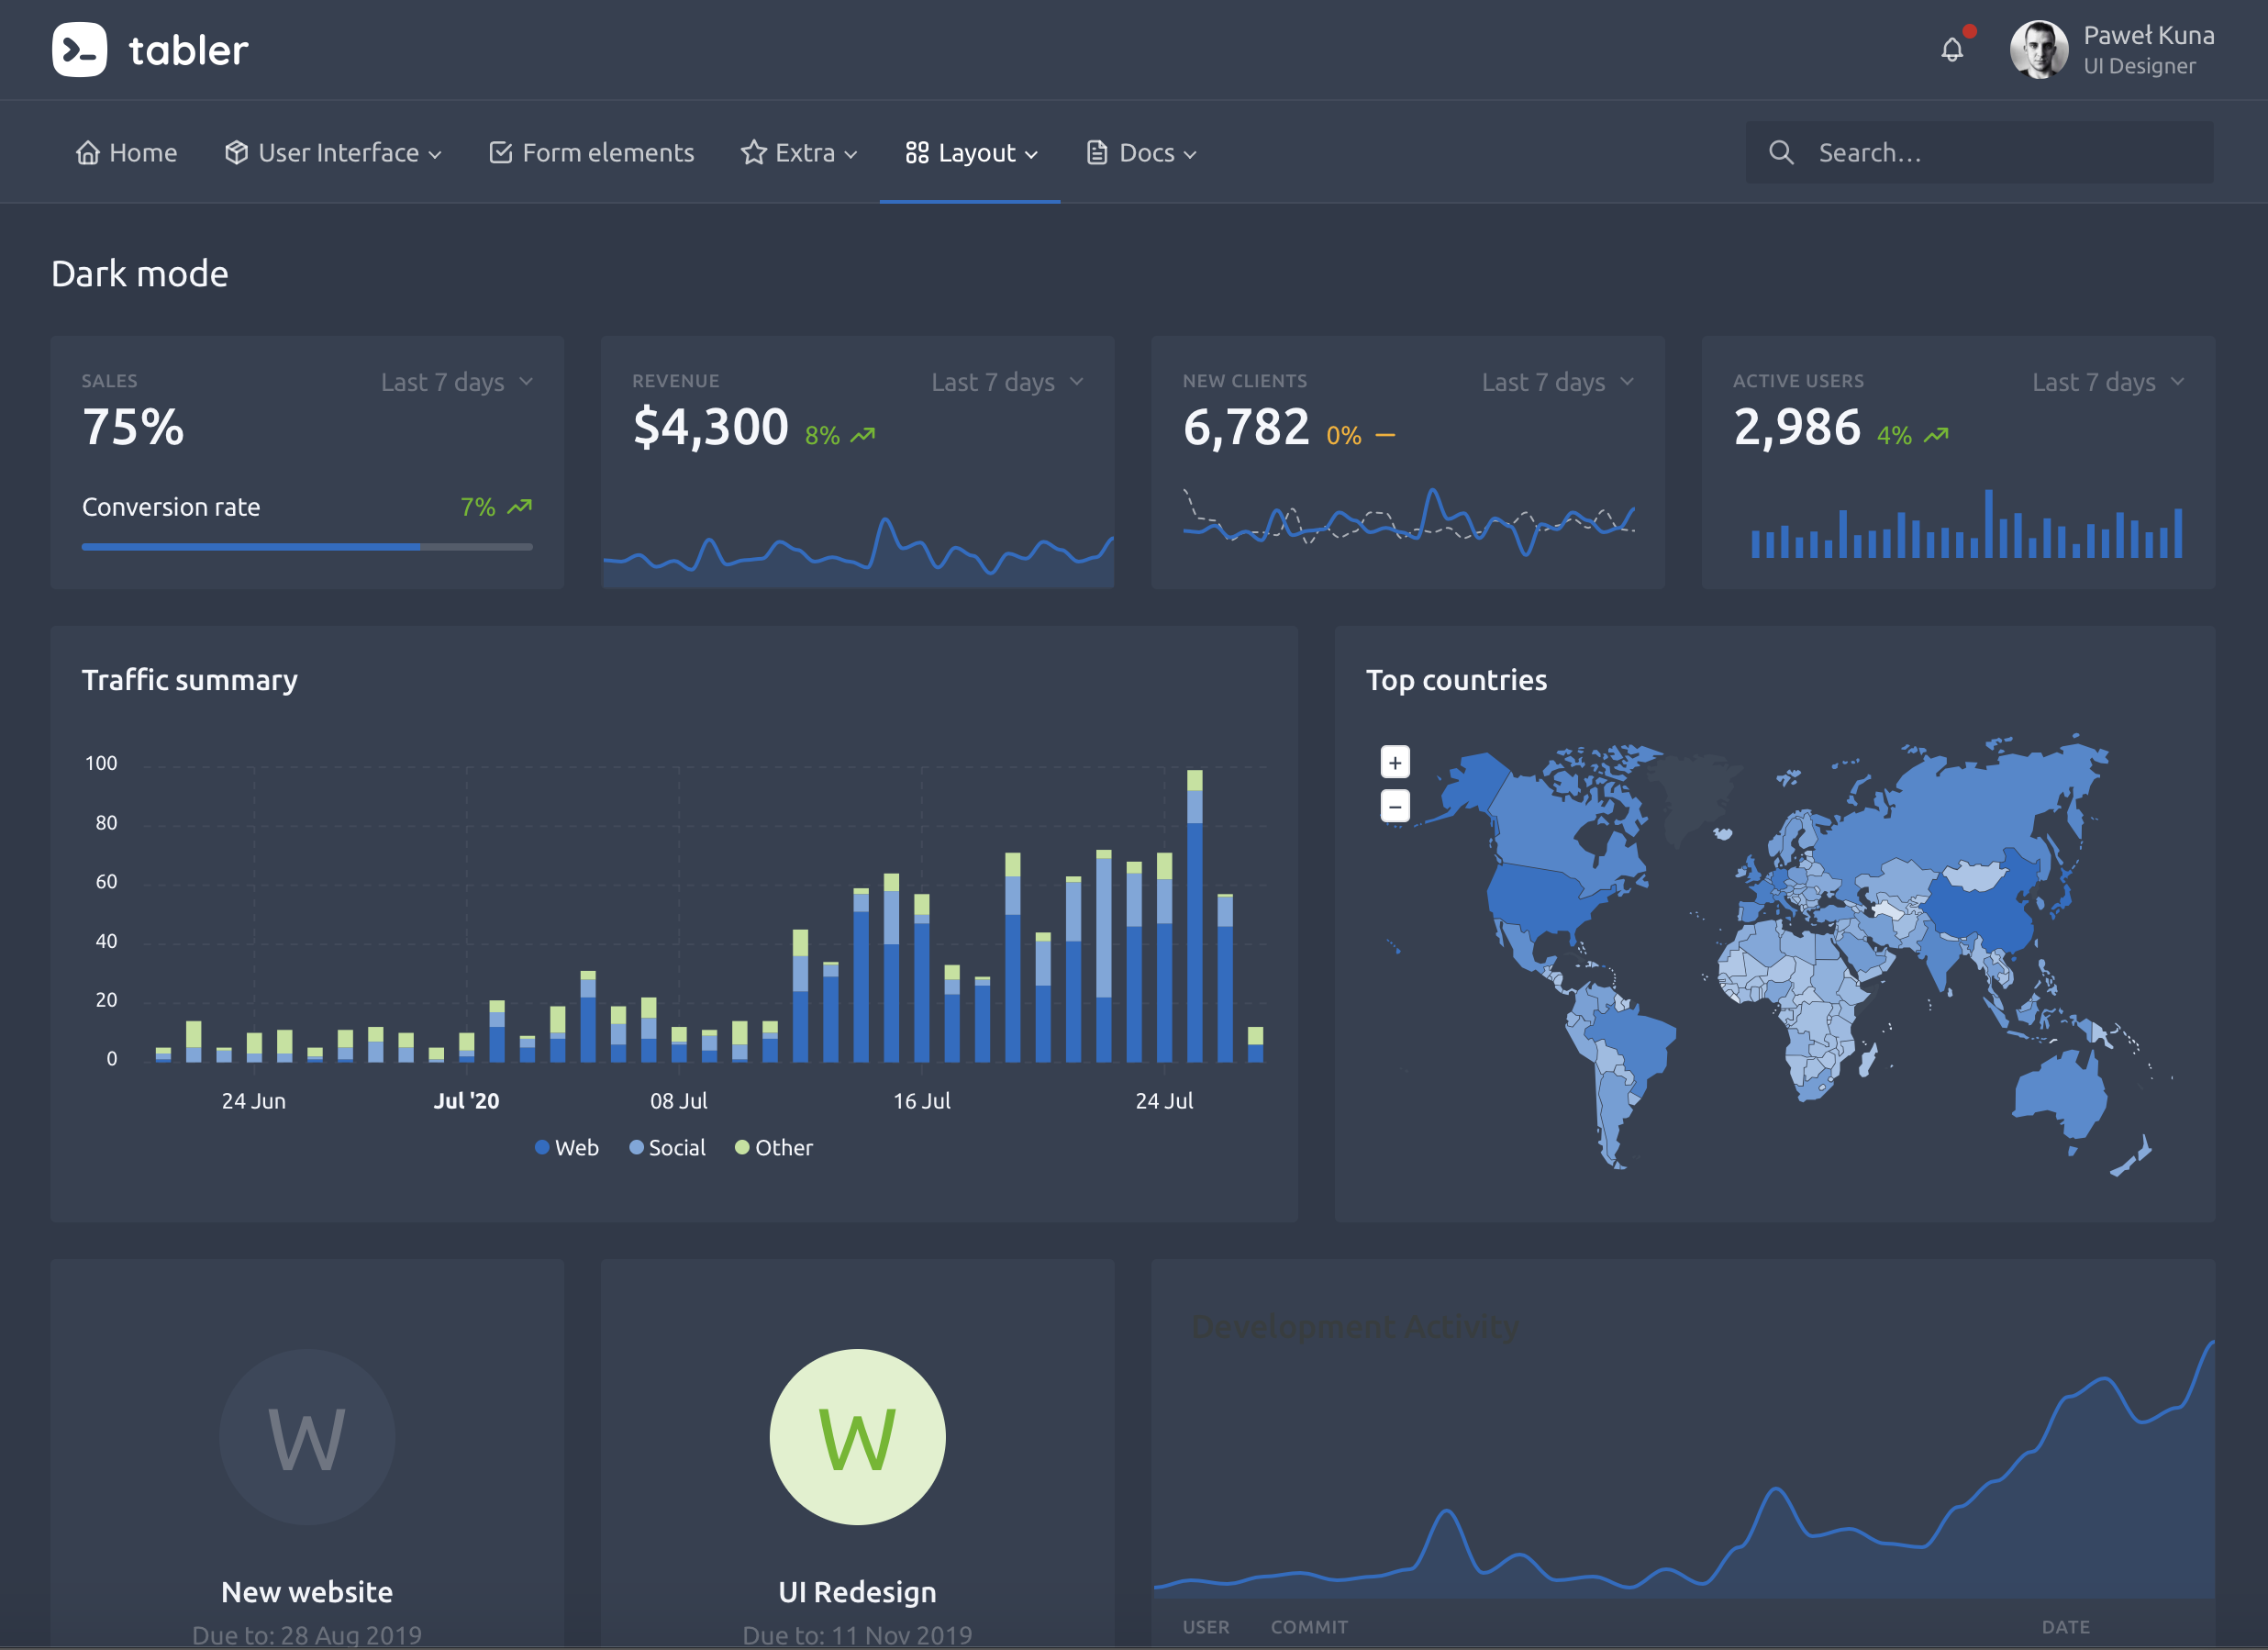 tabler
Paweł Kuna
UI Designer
Home
User Interface
Form elements
Extra
Layout
Docs
Search…
Dark mode
SALES
Last 7 days
75%
Conversion rate
7%
REVENUE
Last 7 days
$4,300 8%
NEW CLIENTS
Last 7 days
6,782 0%
ACTIVE USERS
Last 7 days
2,986 4%
Traffic summary
100
80
60
40
20
0
24 Jun
Jul '20
08 Jul
16 Jul
24 Jul
Web
Social
Other
Top countries
+
−
W
New website
Due to: 28 Aug 2019
W
UI Redesign
Due to: 11 Nov 2019
Development Activity
USER
COMMIT
DATE